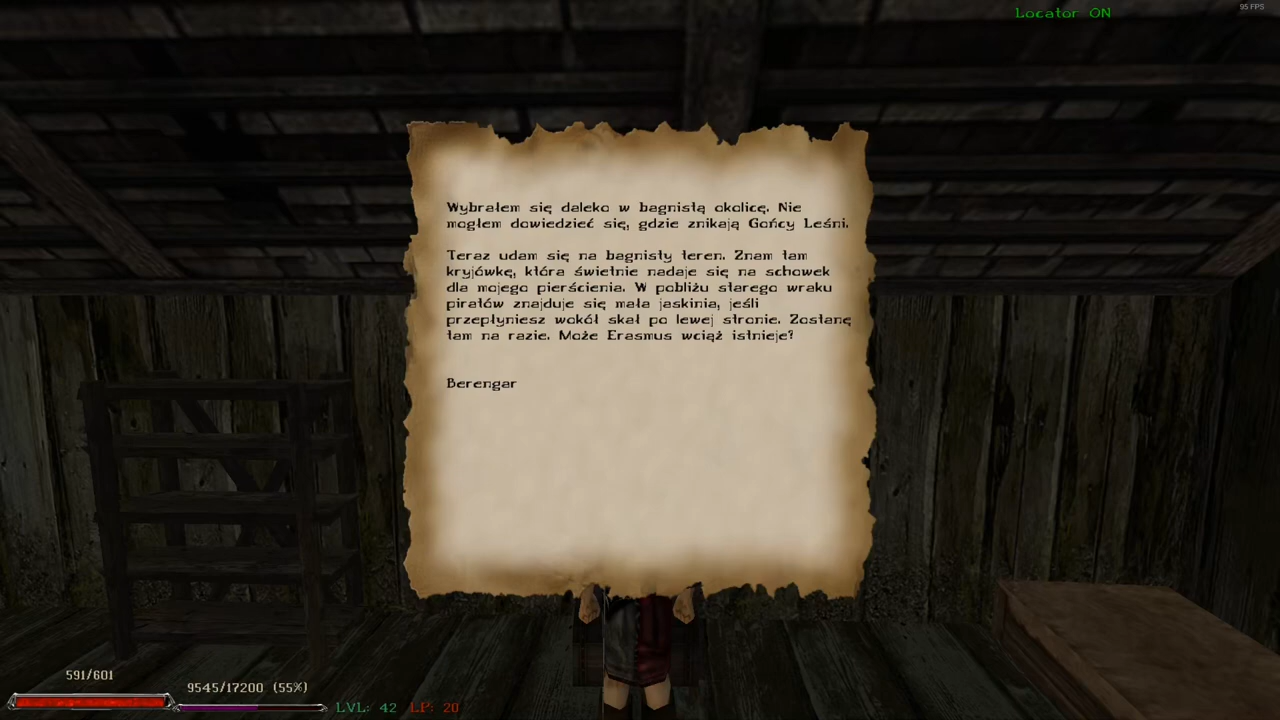 Locator ON
95 FPS
Wybrałem się daleko w bagnistą okolicę. Nie
mogłem dowiedzieć się, gdzie znikają Gońcy Leśni.
Teraz udam się na bagnisty teren. Znam tam
kryjówkę, która świetnie nadaje się na schowek
dla mojego pierścienia. W pobliżu starego wraku
piratów znajduje się mała jaskinia, jeśli
przepłyniesz wokół skał po lewej stronie. Zostanę
tam na razie. Może Erasmus wciąż istnieje?
Berengar
591/601
9545/17200 (55%)
LVL: 42 LP: 20